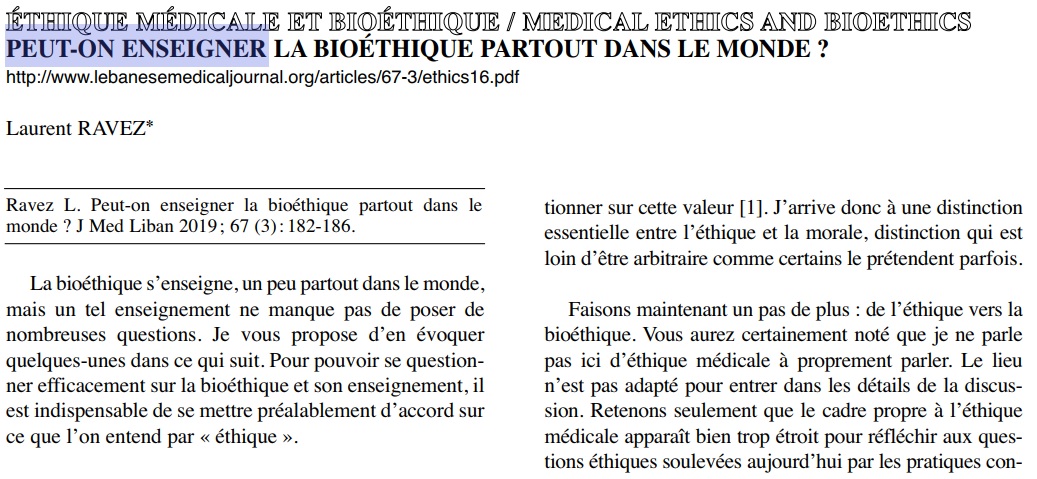 ÉTHIQUE MÉDICALE ET BIOÉTHIQUE / MEDICAL ETHICS AND BIOETHICS
PEUT-ON ENSEIGNER LA BIOÉTHIQUE PARTOUT DANS LE MONDE ?
http://www.lebanesemedicaljournal.org/articles/67-3/ethics16.pdf
Laurent RAVEZ*
Ravez L. Peut-on enseigner la bioéthique partout dans le
monde ? J Med Liban 2019 ; 67 (3) : 182-186.
La bioéthique s’enseigne, un peu partout dans le monde,
mais un tel enseignement ne manque pas de poser de
nombreuses questions. Je vous propose d’en évoquer
quelques-unes dans ce qui suit. Pour pouvoir se question-
ner efficacement sur la bioéthique et son enseignement, il
est indispensable de se mettre préalablement d’accord sur
ce que l’on entend par « éthique ».
tionner sur cette valeur [1]. J’arrive donc à une distinction
essentielle entre l’éthique et la morale, distinction qui est
loin d’être arbitraire comme certains le prétendent parfois.
Faisons maintenant un pas de plus : de l’éthique vers la
bioéthique. Vous aurez certainement noté que je ne parle
pas ici d’éthique médicale à proprement parler. Le lieu
n’est pas adapté pour entrer dans les détails de la discus-
sion. Retenons seulement que le cadre propre à l’éthique
médicale apparaît bien trop étroit pour réfléchir aux ques-
tions éthiques soulevées aujourd’hui par les pratiques con-